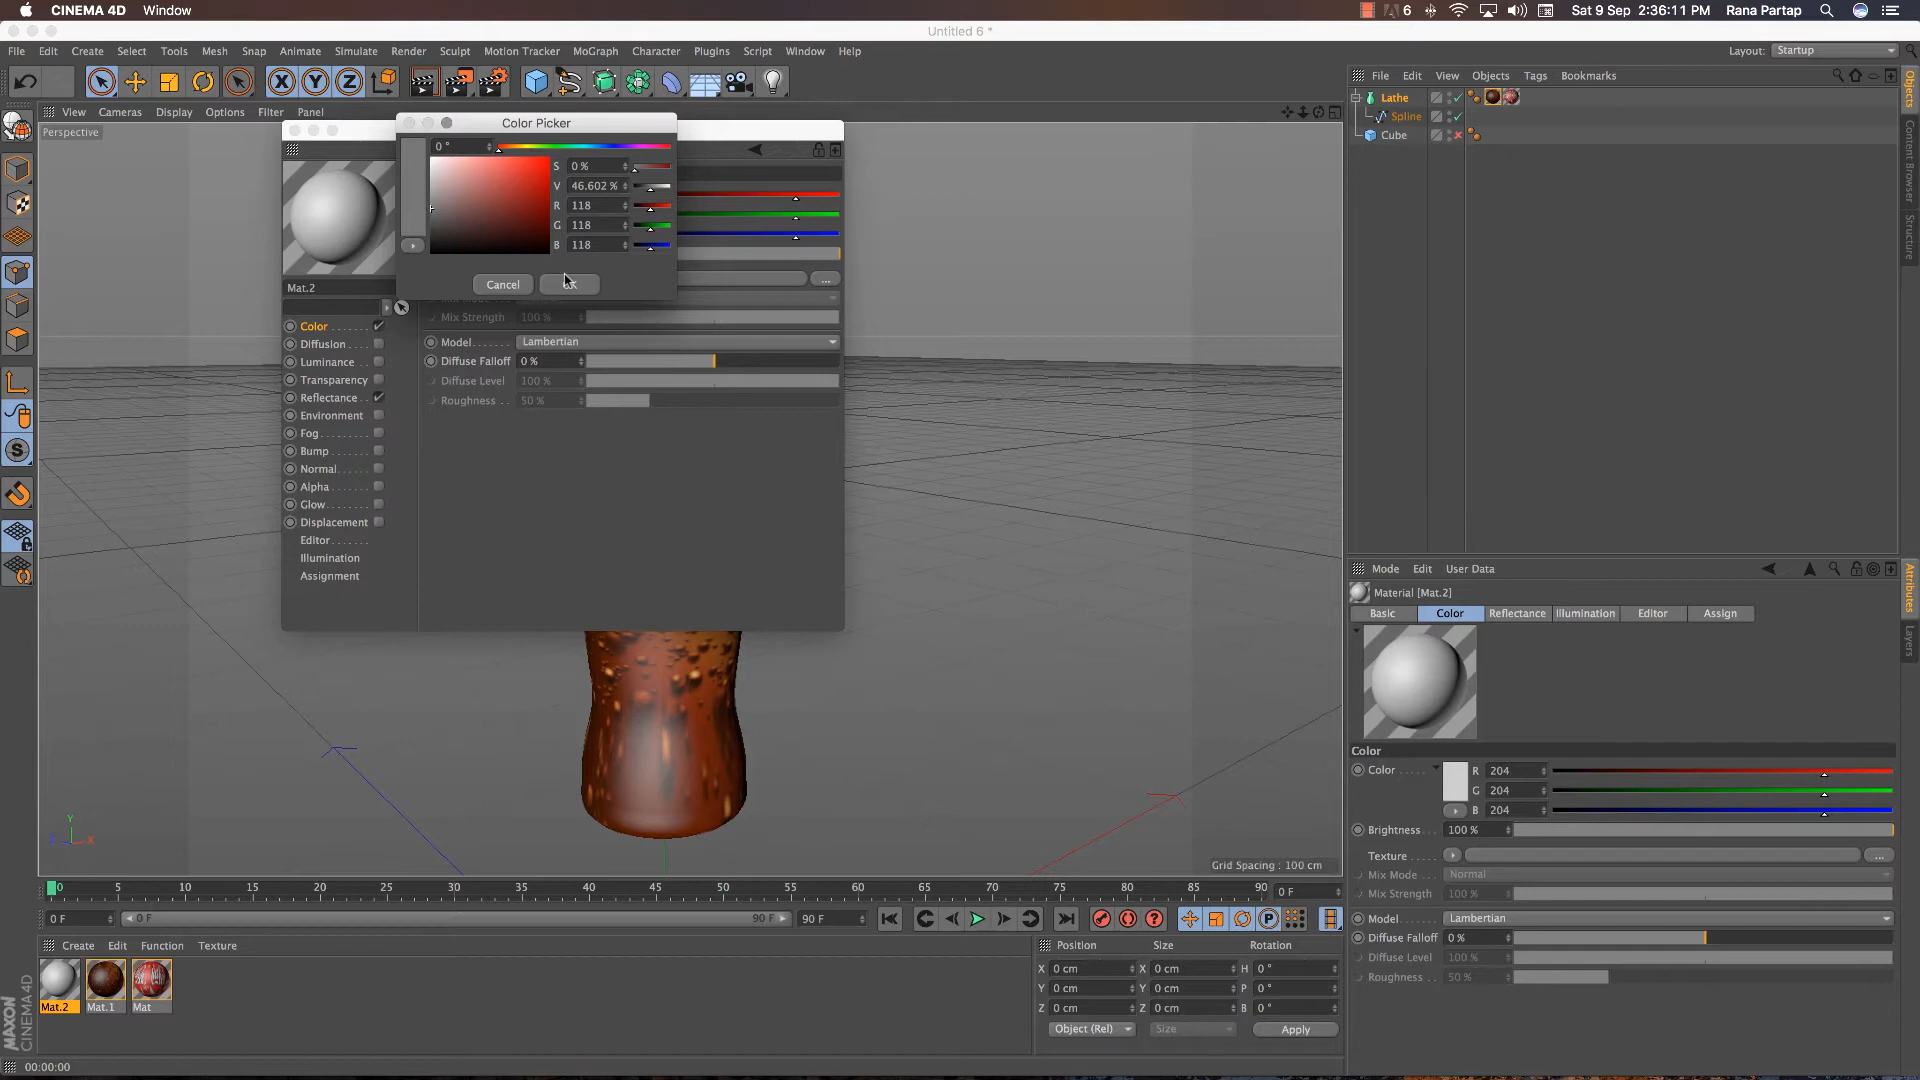 CINEMA 4D Window
6 Sat 9 Sep 2:36:11 PM Rana Partap
Untitled 6 *
File Edit Create Select Tools Mesh Snap Animate Simulate Render Sculpt Motion Tracker MoGraph Character Plugins Script Window Help
Layout: Startup
X Y Z
View Cameras Display Options Filter Panel
File Edit View Objects Tags Bookmarks
Perspective
Color Picker
0 °
S 0 %
V 46.602 %
R 118
G 118
B 118
Cancel
Mat.2
...
Mix Strength 100 %
Color
Diffusion
Luminance
Transparency
Reflectance
Environment
Fog
Bump
Normal
Alpha
Glow
Displacement
Editor
Illumination
Assignment
Model Lambertian
Diffuse Falloff 0 %
Diffuse Level 100 %
Roughness 50 %
Lathe
Spline
Cube
Objects
Content Browser
Structure
Mode Edit User Data
Material [Mat.2]
Basic Color Reflectance Illumination Editor Assign
Attributes
Layers
Color
Color R 204
G 204
B 204
Brightness 100 %
Texture ...
Mix Mode Normal
Mix Strength 100 %
Model Lambertian
Diffuse Falloff 0 %
Diffuse Level 100 %
Roughness 50 %
Y
X
Grid Spacing : 100 cm
0 5 10 15 20 25 30 35 40 45 50 55 60 65 70 75 80 85 90 0 F
0 F 0 F 90 F 90 F
Create Edit Function Texture
Mat.2 Mat.1 Mat
Position Size Rotation
X 0 cm X 0 cm H 0 °
Y 0 cm Y 0 cm P 0 °
Z 0 cm Z 0 cm B 0 °
Object (Rel) Size Apply
MAXON
CINEMA 4D
00:00:00